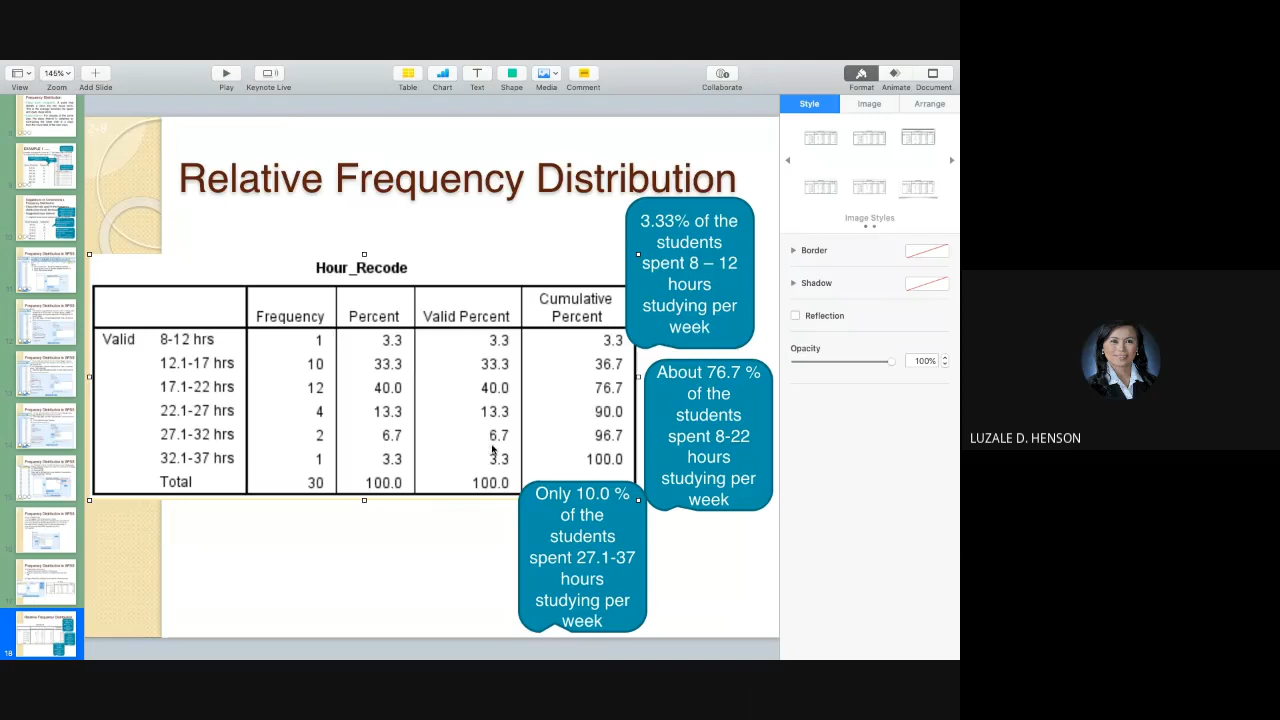 145%
View Zoom Add Slide Play Keynote Live Table Chart Text Shape Media Comment Collaborate Format Animate Document
Style Image Arrange
Image Styles
Border
Shadow
Reflection
Opacity
100%
Relative Frequency Distribution
Hour_Recode
Frequency Percent Valid Percent Cumulative Percent
Valid 8-12 hrs 1 3.3 3.3 3.3
12.1-17 hrs 10 33.3 33.3 36.7
17.1-22 hrs 12 40.0 40.0 76.7
22.1-27 hrs 4 13.3 13.3 90.0
27.1-32 hrs 2 6.7 6.7 96.7
32.1-37 hrs 1 3.3 3.3 100.0
Total 30 100.0 100.0
3.33% of the
students
spent 8 – 12
hours
studying per
week
About 76.7 %
of the
students
spent 8-22
hours
studying per
week
Only 10.0 %
of the
students
spent 27.1-37
hours
studying per
week
18
LUZALE D. HENSON